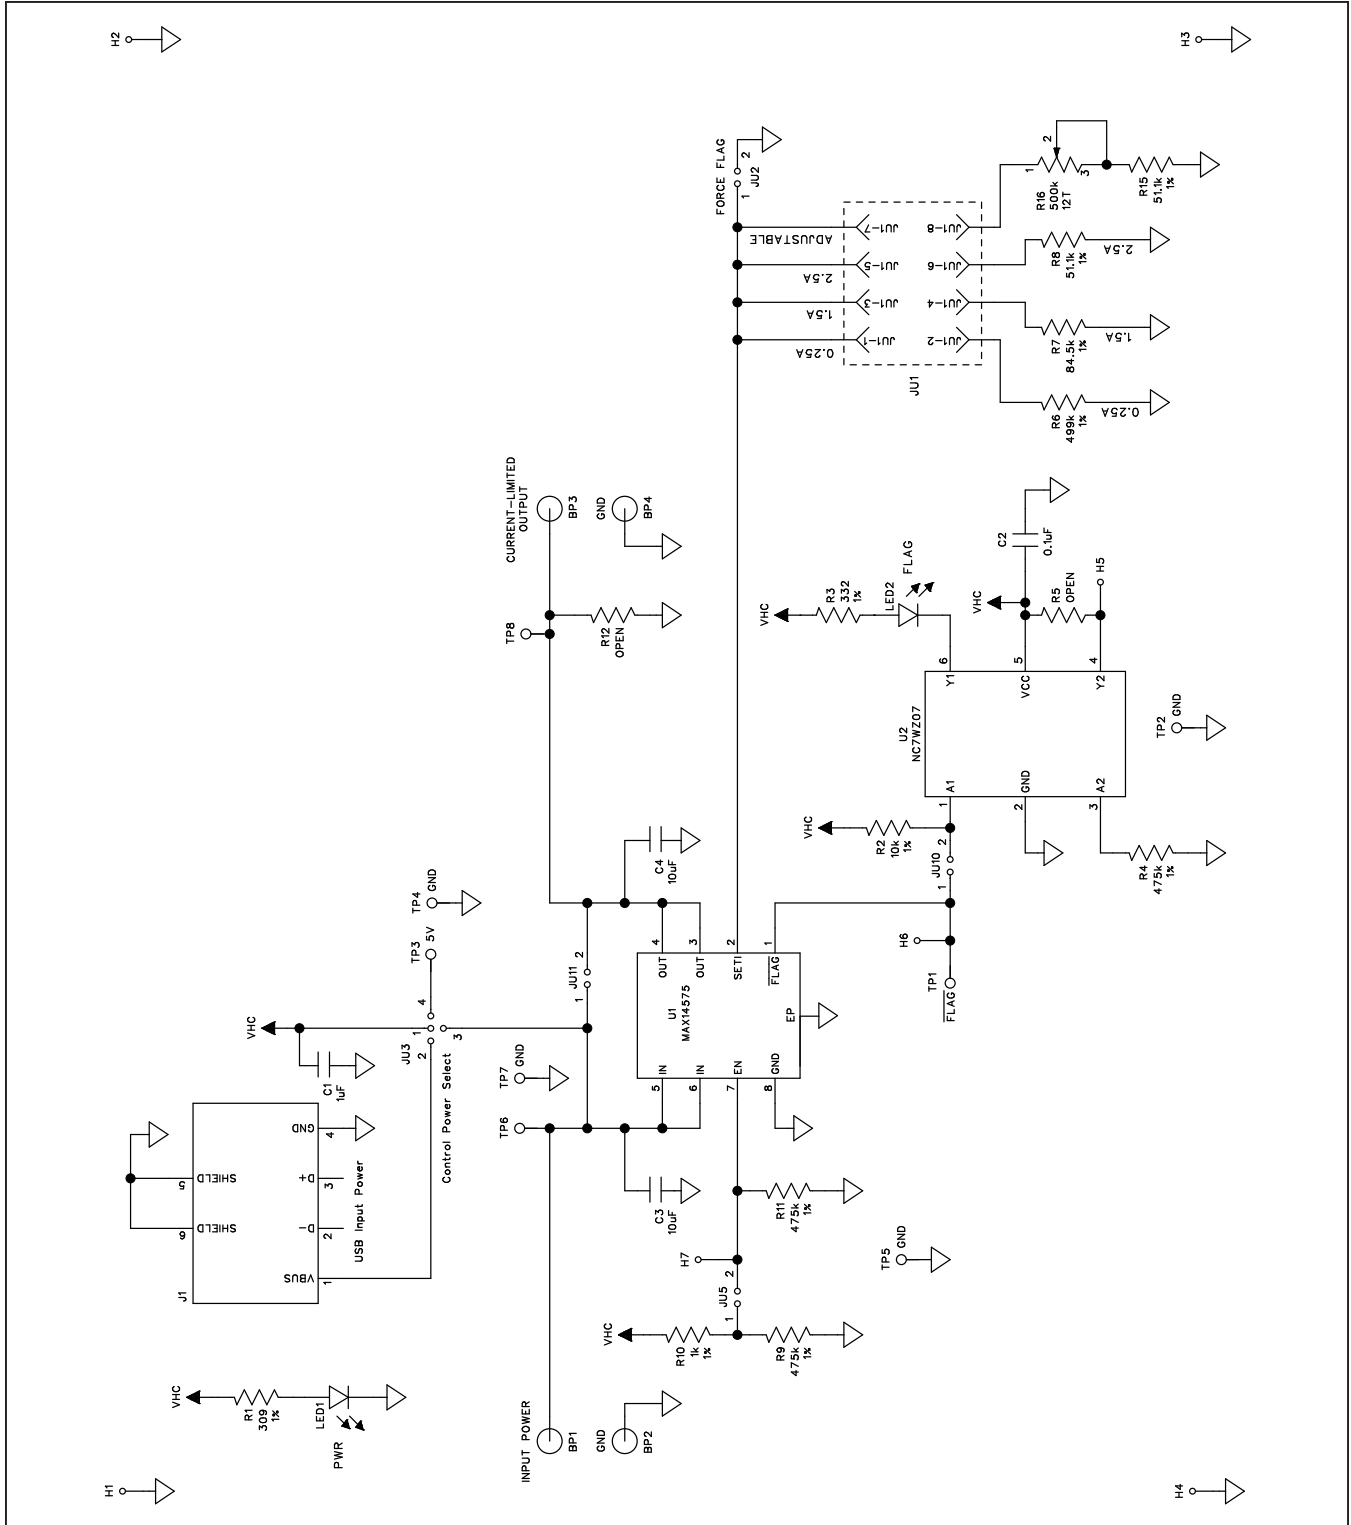 H2
H3
H1
H4
J1
SHIELD
5
SHIELD
6
GND
4
D+
3
D-
2
VBUS
1
USB Input Power
VHC
R1
309
1%
LED1
PWR
VHC
C1
1uF
JU3
1
2
3
4
Control Power Select
TP3
5V
TP4
GND
INPUT POWER
BP1
GND
BP2
TP6
TP7
GND
C3
10uF
JU11
1
2
C4
10uF
TP8
R12
OPEN
CURRENT-LIMITED
OUTPUT
BP3
GND
BP4
U1
MAX14575
IN
5
IN
6
EN
7
GND
8
OUT
4
OUT
3
SETI
2
FLAG
1
EP
VHC
R10
1k
1%
R9
475k
1%
JU5
1
2
H7
R11
475k
1%
TP5
GND
TP1
FLAG
H6
JU10
1
2
VHC
R2
10k
1%
U2
NC7WZ07
A1
1
GND
2
A2
3
Y1
6
VCC
5
Y2
4
R4
475k
1%
TP2
GND
VHC
R3
332
1%
LED2
FLAG
VHC
C2
0.1uF
R5
OPEN
H5
FORCE FLAG
JU2
1
2
ADJUSTABLE
2.5A
1.5A
0.25A
JU1-7
JU1-5
JU1-3
JU1-1
JU1-8
JU1-6
JU1-4
JU1-2
JU1
R16
500k
12T
1
2
3
R15
51.1k
1%
R8
51.1k
1%
2.5A
R7
84.5k
1%
1.5A
R6
499k
1%
0.25A